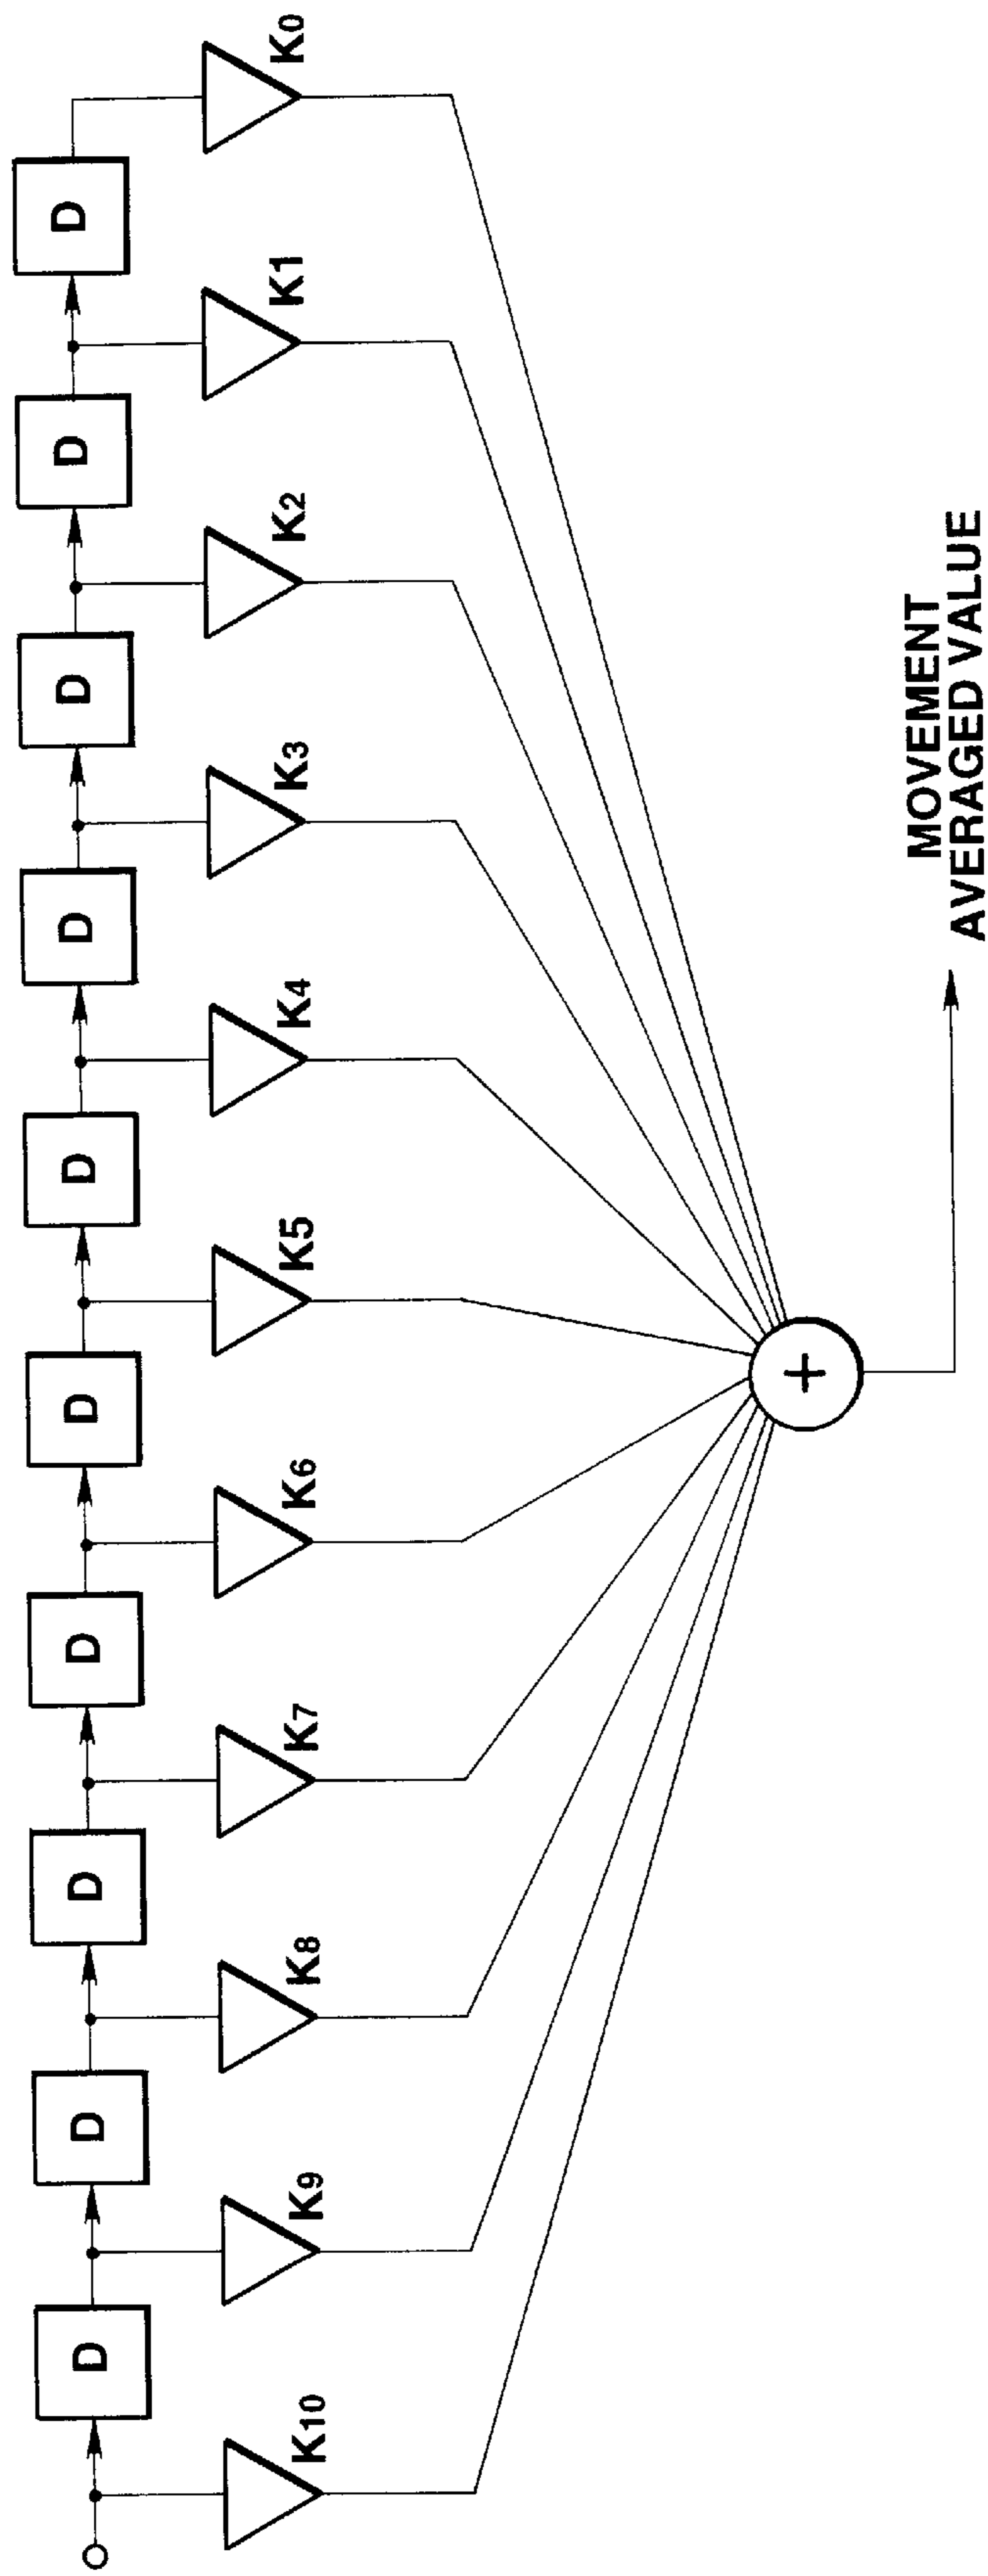 D D D D D D D D D D
K10 K9 K8 K7 K6 K5 K4 K3 K2 K1 K0
+
MOVEMENT
AVERAGED VALUE